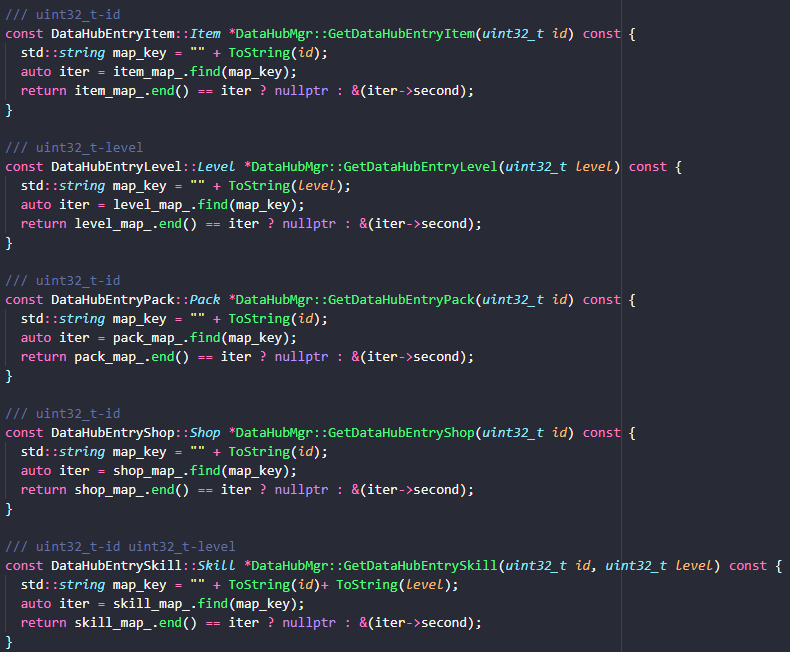 /// uint32_t-id
const DataHubEntryItem::Item *DataHubMgr::GetDataHubEntryItem(uint32_t id) const {
  std::string map_key = "" + ToString(id);
  auto iter = item_map_.find(map_key);
  return item_map_.end() == iter ? nullptr : &(iter->second);
}

/// uint32_t-level
const DataHubEntryLevel::Level *DataHubMgr::GetDataHubEntryLevel(uint32_t level) const {
  std::string map_key = "" + ToString(level);
  auto iter = level_map_.find(map_key);
  return level_map_.end() == iter ? nullptr : &(iter->second);
}

/// uint32_t-id
const DataHubEntryPack::Pack *DataHubMgr::GetDataHubEntryPack(uint32_t id) const {
  std::string map_key = "" + ToString(id);
  auto iter = pack_map_.find(map_key);
  return pack_map_.end() == iter ? nullptr : &(iter->second);
}

/// uint32_t-id
const DataHubEntryShop::Shop *DataHubMgr::GetDataHubEntryShop(uint32_t id) const {
  std::string map_key = "" + ToString(id);
  auto iter = shop_map_.find(map_key);
  return shop_map_.end() == iter ? nullptr : &(iter->second);
}

/// uint32_t-id uint32_t-level
const DataHubEntrySkill::Skill *DataHubMgr::GetDataHubEntrySkill(uint32_t id, uint32_t level) const {
  std::string map_key = "" + ToString(id)+ ToString(level);
  auto iter = skill_map_.find(map_key);
  return skill_map_.end() == iter ? nullptr : &(iter->second);
}